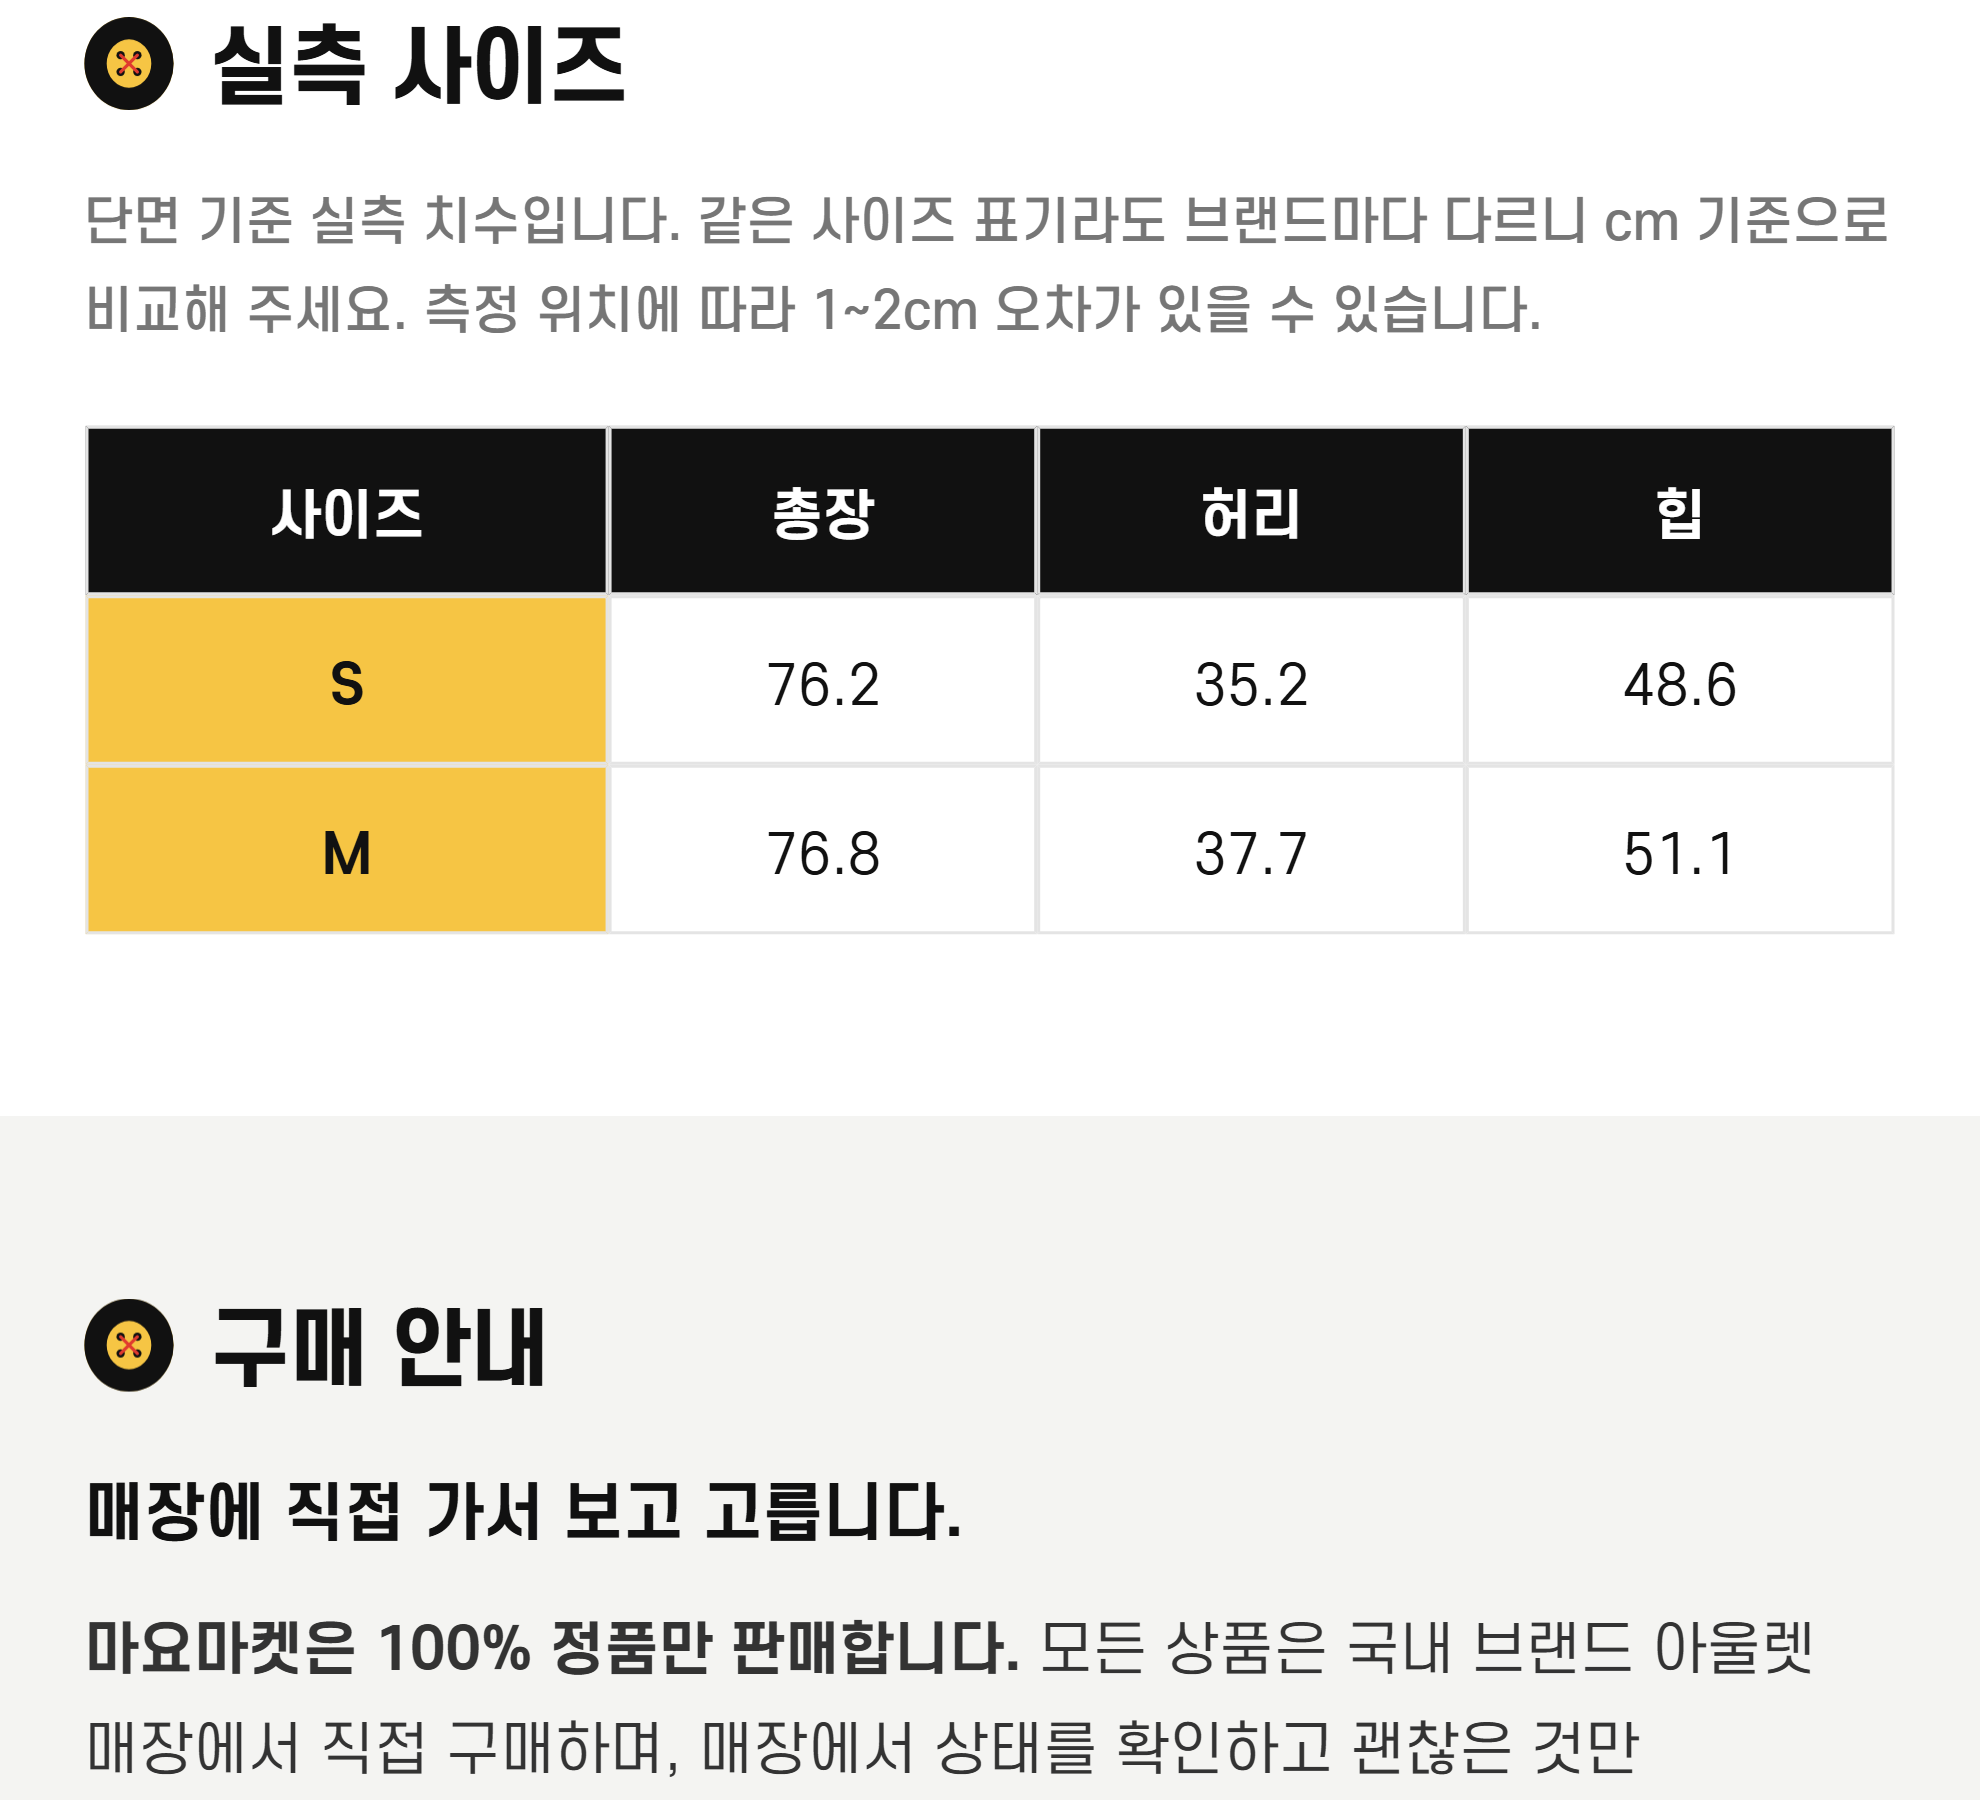 실측 사이즈
단면 기준 실측 치수입니다. 같은 사이즈 표기라도 브랜드마다 다르니 cm 기준으로
비교해 주세요. 측정 위치에 따라 1~2cm 오차가 있을 수 있습니다.
사이즈 총장 허리 힙
S 76.2 35.2 48.6
M 76.8 37.7 51.1
구매 안내
매장에 직접 가서 보고 고릅니다.
마요마켓은 100% 정품만 판매합니다. 모든 상품은 국내 브랜드 아울렛
매장에서 직접 구매하며, 매장에서 상태를 확인하고 괜찮은 것만